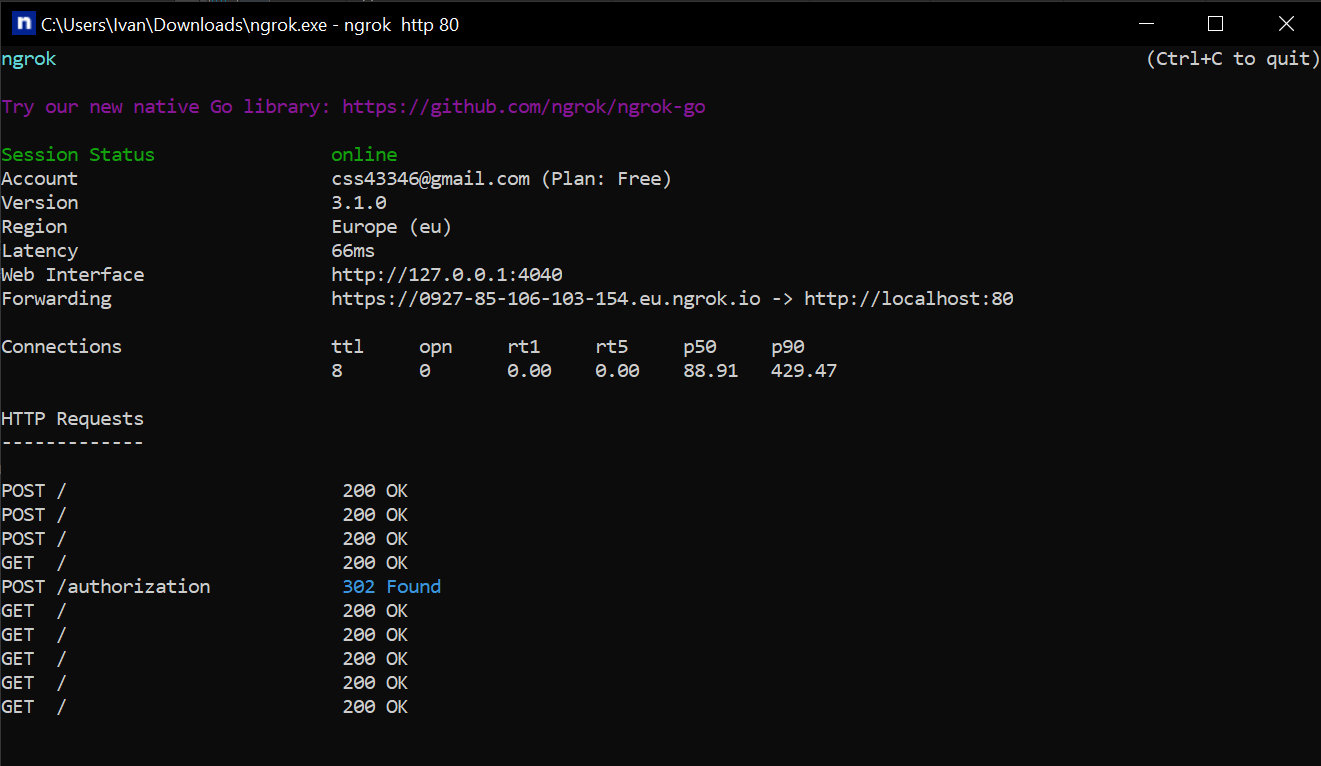 n C:\Users\Ivan\Downloads\ngrok.exe - ngrok  http 80
ngrok (Ctrl+C to quit)
Try our new native Go library: https://github.com/ngrok/ngrok-go
Session Status online
Account css43346@gmail.com (Plan: Free)
Version 3.1.0
Region Europe (eu)
Latency 66ms
Web Interface http://127.0.0.1:4040
Forwarding https://0927-85-106-103-154.eu.ngrok.io -> http://localhost:80
Connections ttl opn rt1 rt5 p50 p90
8 0 0.00 0.00 88.91 429.47
HTTP Requests
-------------
POST / 200 OK
POST / 200 OK
POST / 200 OK
GET / 200 OK
POST /authorization 302 Found
GET / 200 OK
GET / 200 OK
GET / 200 OK
GET / 200 OK
GET / 200 OK